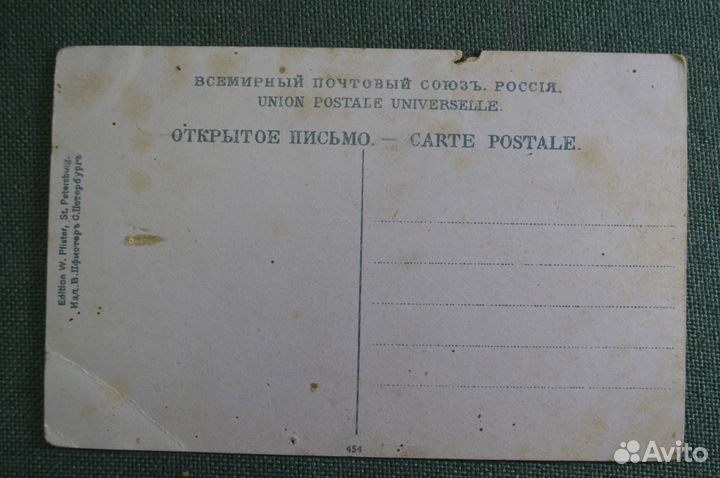 ВСЕМИРНЫЙ ПОЧТОВЫЙ СОЮЗЪ. РОССІЯ.
UNION POSTALE UNIVERSELLE.
ОТКРЫТОЕ ПИСЬМО. — CARTE POSTALE.
Edition W. Pfister, St. Petersburg.
Изд. В. Пфистеръ С.Петербургъ
454
Avito